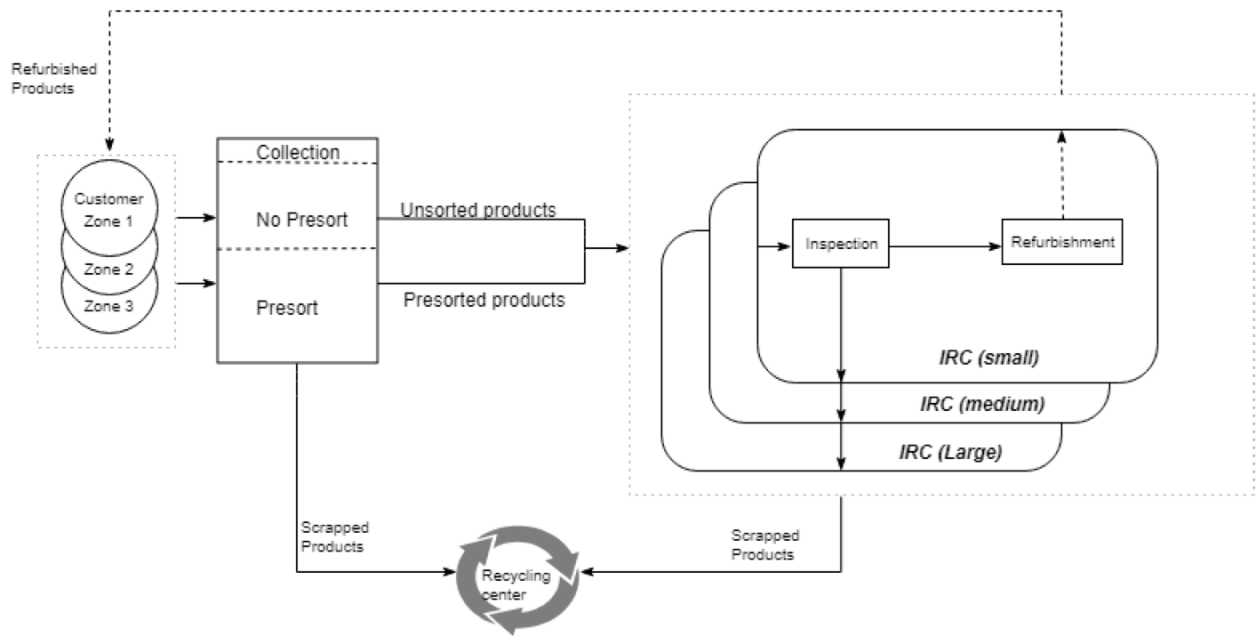 Refurbished
Products
Customer
Zone 1
Zone 2
Zone 3
Collection
No Presort
Presort
Unsorted products
Presorted products
Inspection
Refurbishment
IRC (small)
IRC (medium)
IRC (Large)
Scrapped
Products
Recycling
center
Scrapped
Products